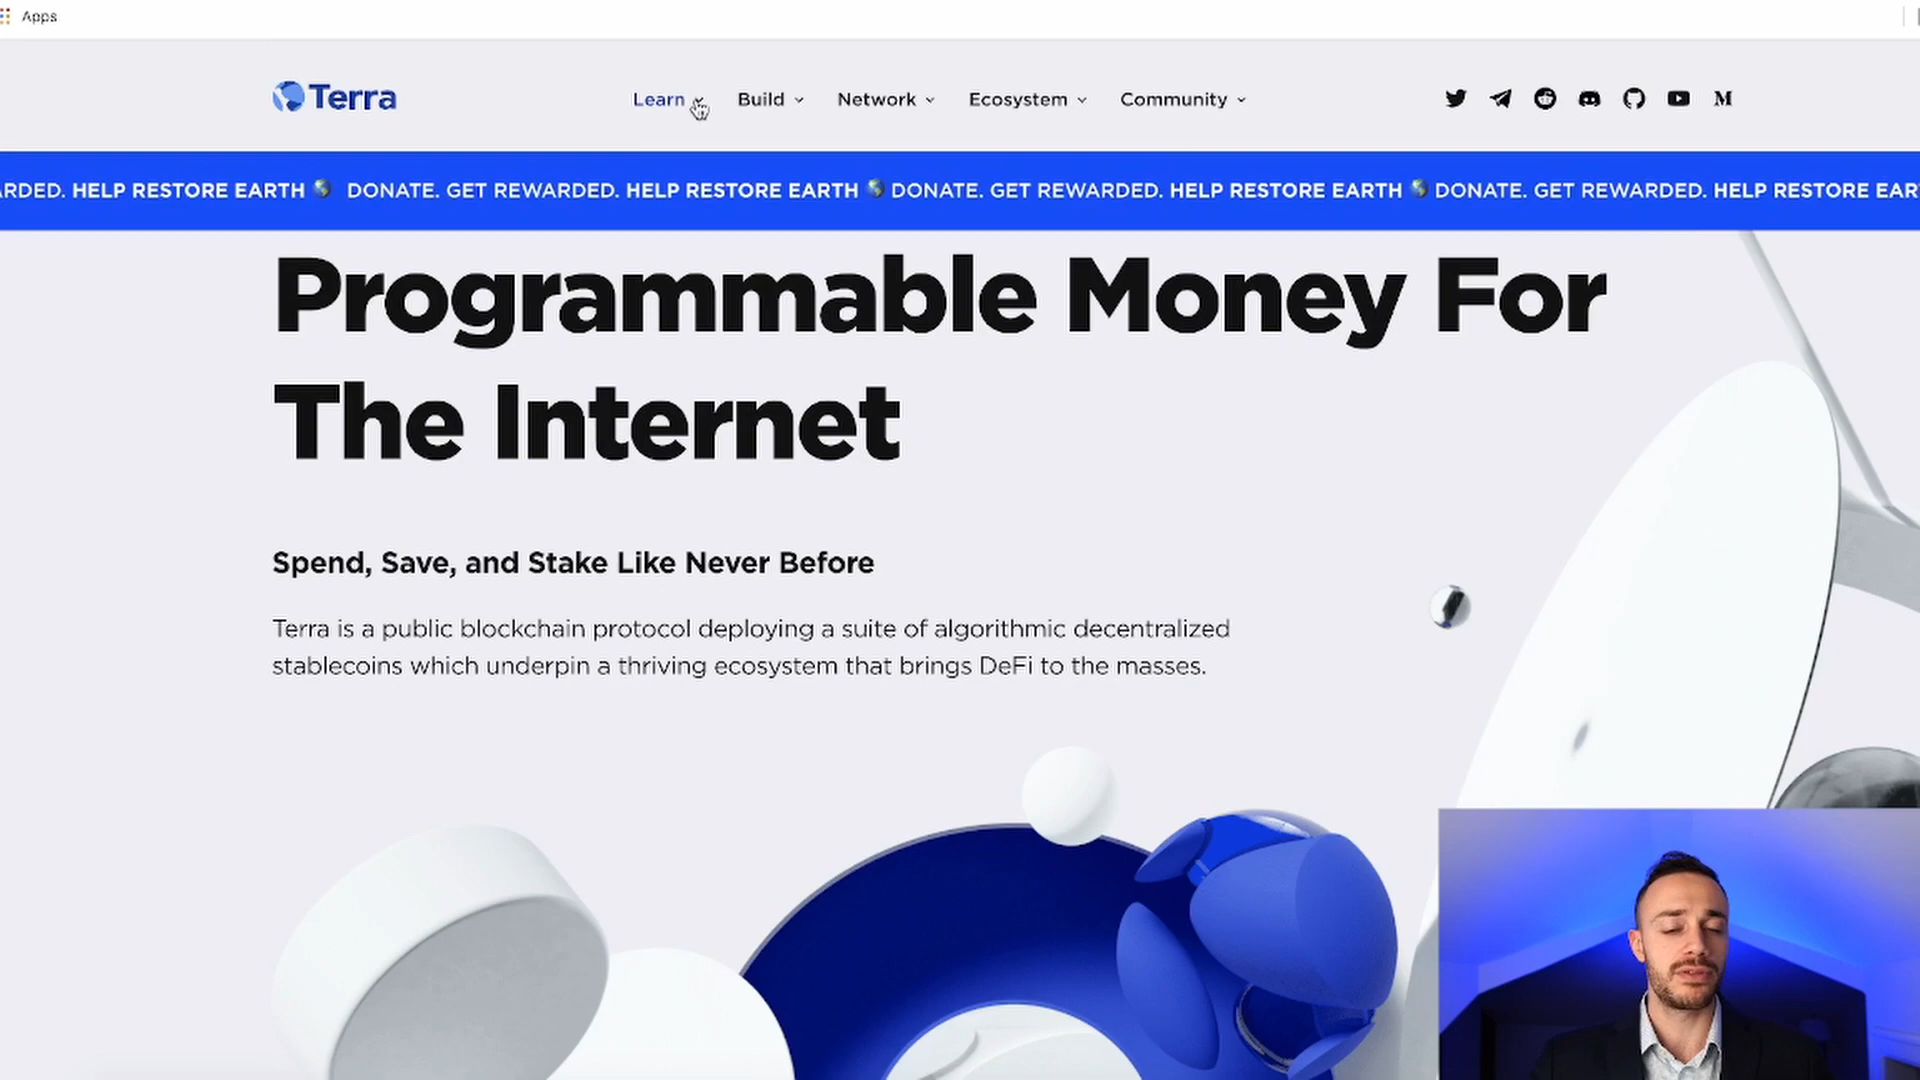 Apps
Terra
Learn Build Network Ecosystem Community
ARDED. HELP RESTORE EARTH DONATE. GET REWARDED. HELP RESTORE EARTH DONATE. GET REWARDED. HELP RESTORE EARTH DONATE. GET REWARDED. HELP RESTORE EAR
Programmable Money For
The Internet
Spend, Save, and Stake Like Never Before
Terra is a public blockchain protocol deploying a suite of algorithmic decentralized
stablecoins which underpin a thriving ecosystem that brings DeFi to the masses.